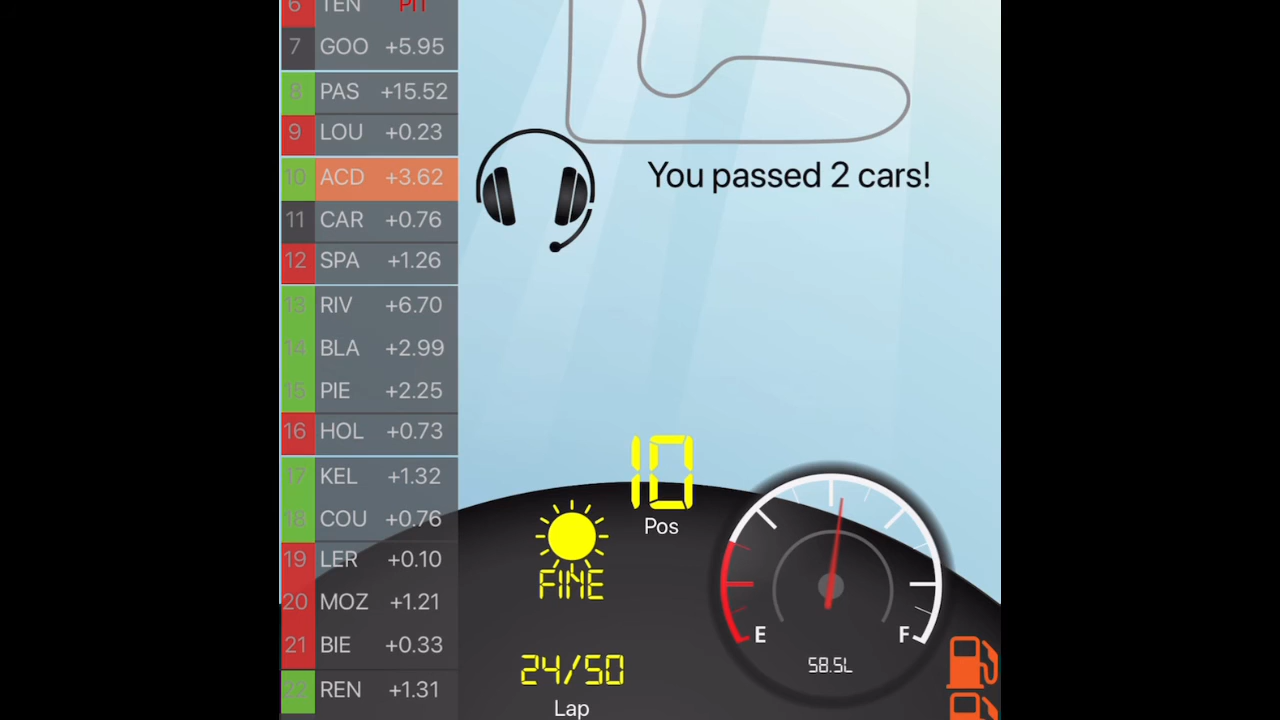 6 TEN PIT
7 GOO +5.95
8 PAS +15.52
9 LOU +0.23
10 ACD +3.62
11 CAR +0.76
12 SPA +1.26
13 RIV +6.70
14 BLA +2.99
15 PIE +2.25
16 HOL +0.73
17 KEL +1.32
18 COU +0.76
19 LER +0.10
20 MOZ +1.21
21 BIE +0.33
22 REN +1.31
You passed 2 cars!
10
Pos
FINE
24/50
Lap
E F
58.5L